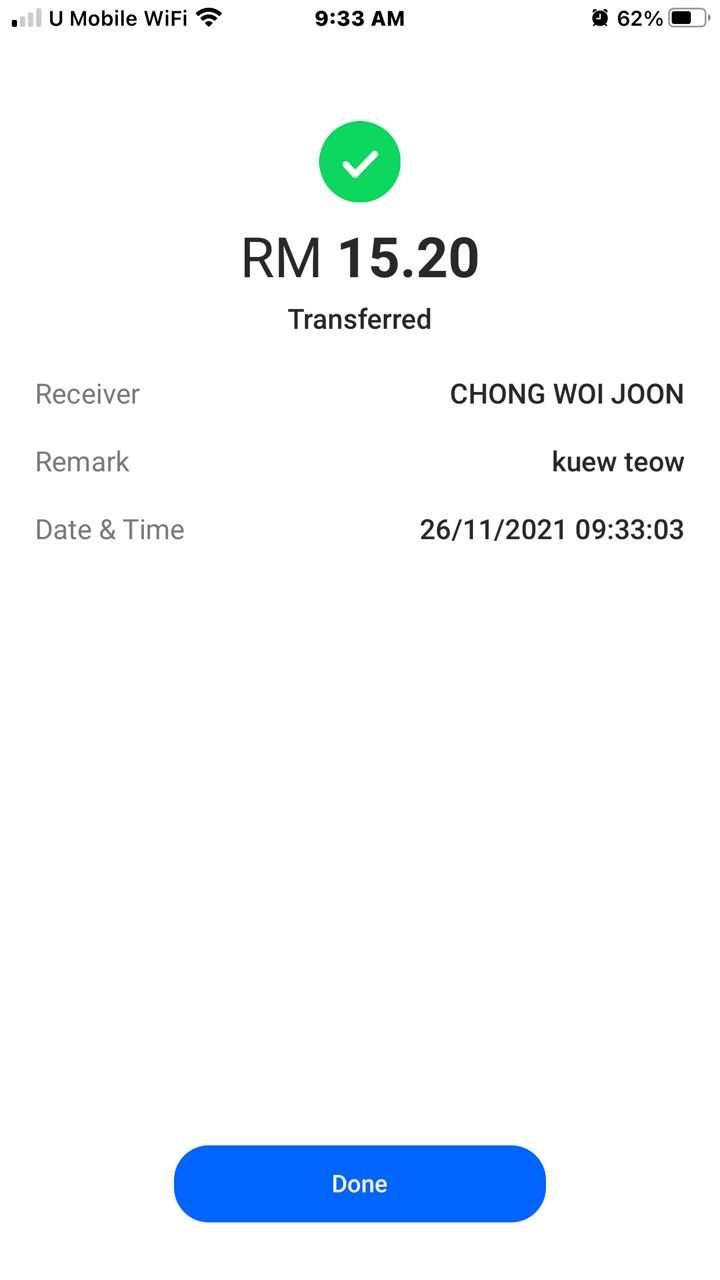 U Mobile WiFi 9:33 AM 62%
RM 15.20
Transferred
Receiver CHONG WOI JOON
Remark kuew teow
Date & Time 26/11/2021 09:33:03
Done